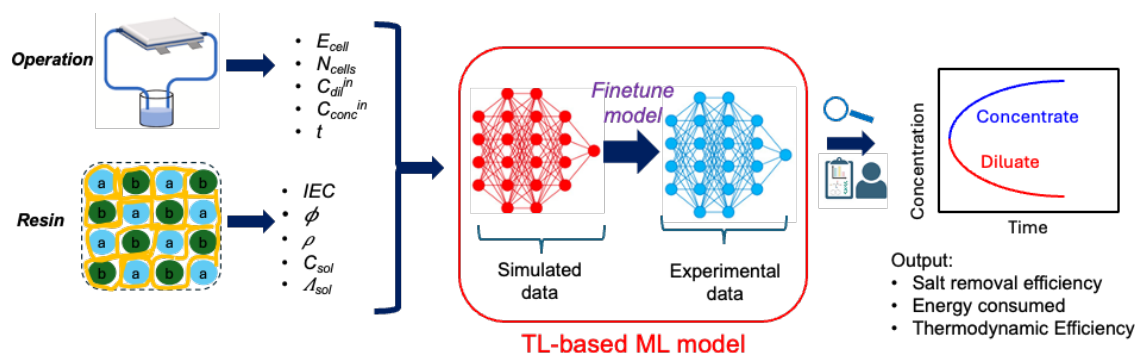 Operation
• E_cell
• N_cells
• C_dil^in
• C_conc^in
• t
Resin
a b a b
b a b a
a b a b
b a b a
• IEC
• ϕ
• ρ
• C_sol
• Λ_sol
Finetune
model
Simulated
data
Experimental
data
TL-based ML model
Concentration
Concentrate
Diluate
Time
Output:
• Salt removal efficiency
• Energy consumed
• Thermodynamic Efficiency